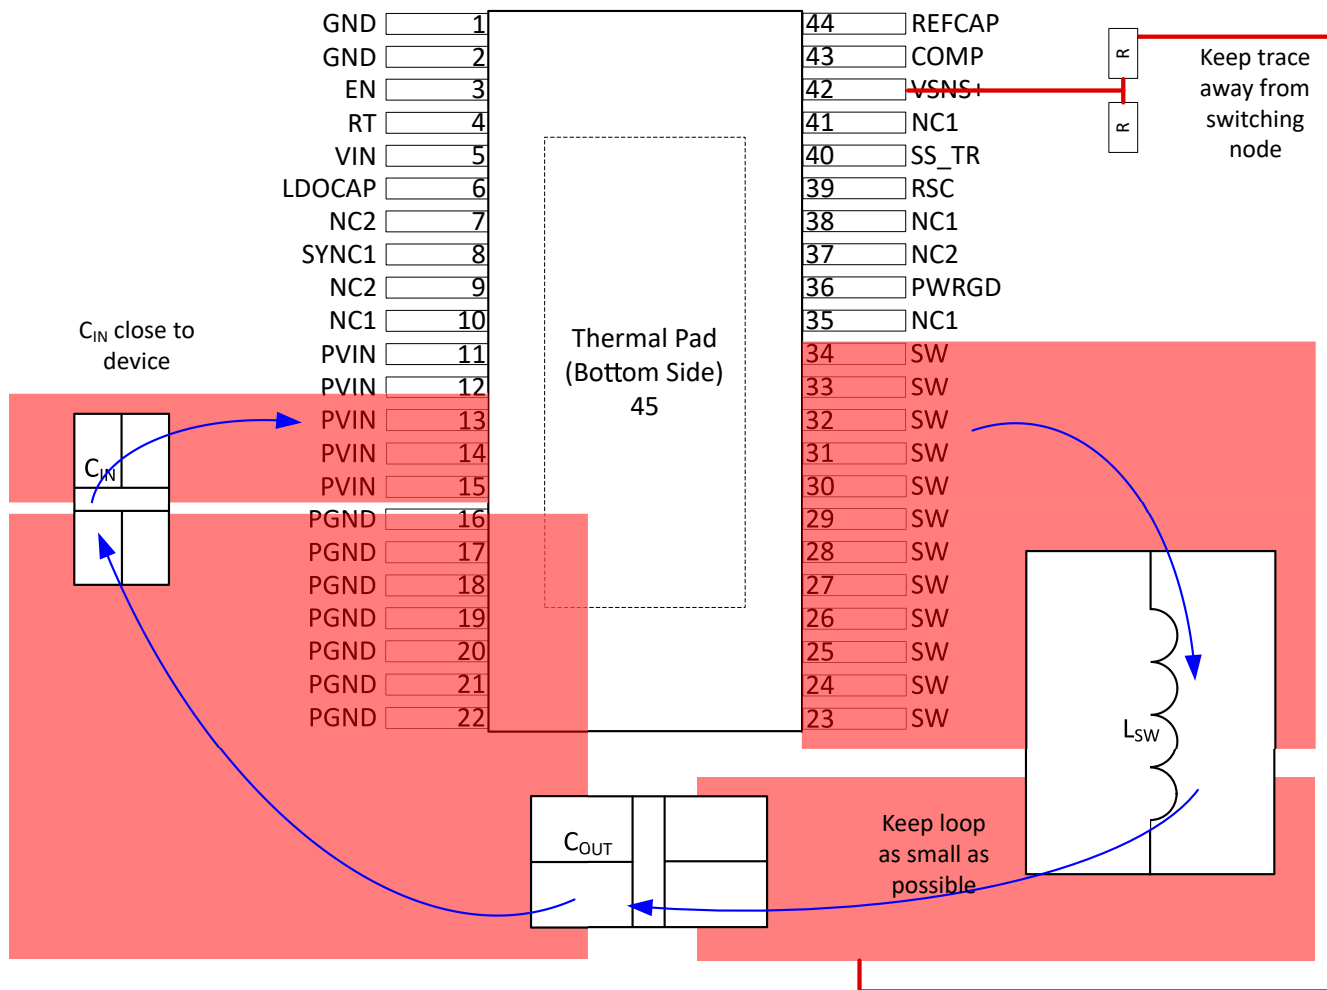 GND 1
GND 2
EN 3
RT 4
VIN 5
LDOCAP 6
NC2 7
SYNC1 8
NC2 9
NC1 10
PVIN 11
PVIN 12
PVIN 13
PVIN 14
PVIN 15
PGND 16
PGND 17
PGND 18
PGND 19
PGND 20
PGND 21
PGND 22
44 REFCAP
43 COMP
42 VSNS+
41 NC1
40 SS_TR
39 RSC
38 NC1
37 NC2
36 PWRGD
35 NC1
34 SW
33 SW
32 SW
31 SW
30 SW
29 SW
28 SW
27 SW
26 SW
25 SW
24 SW
23 SW
Thermal Pad
(Bottom Side)
45
R
R
Keep trace
away from
switching
node
CIN close to
device
CIN
LSW
COUT
Keep loop
as small as
possible